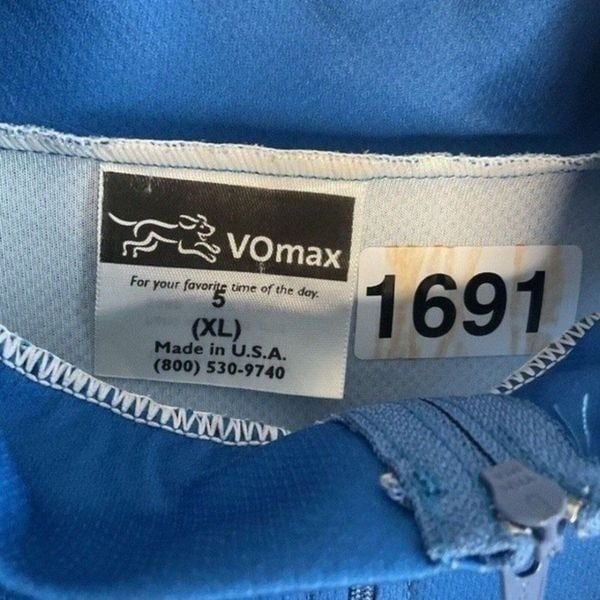 VOmax
For your favorite time of the day.
5
(XL)
Made in U.S.A.
(800) 530-9740
1691